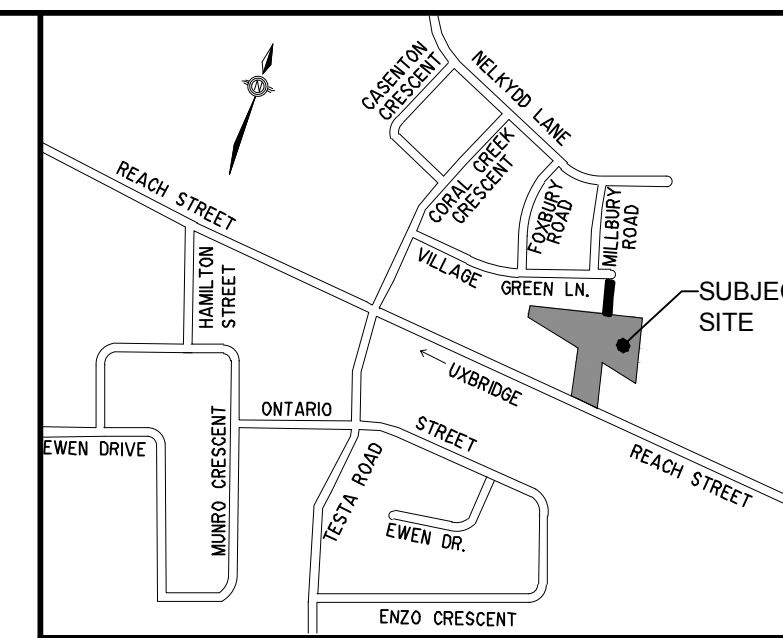 N
CASENTON
CRESCENT
NELKYDD LANE
REACH STREET
CORAL CREEK
CRESCENT
FOXBURY
ROAD
MILLBURY
ROAD
HAMILTON
STREET
VILLAGE
GREEN LN.
SUBJEC
SITE
← UXBRIDGE
ONTARIO
STREET
EWEN DRIVE
MUNRO CRESCENT
TESTA ROAD
REACH STREET
EWEN DR.
ENZO CRESCENT